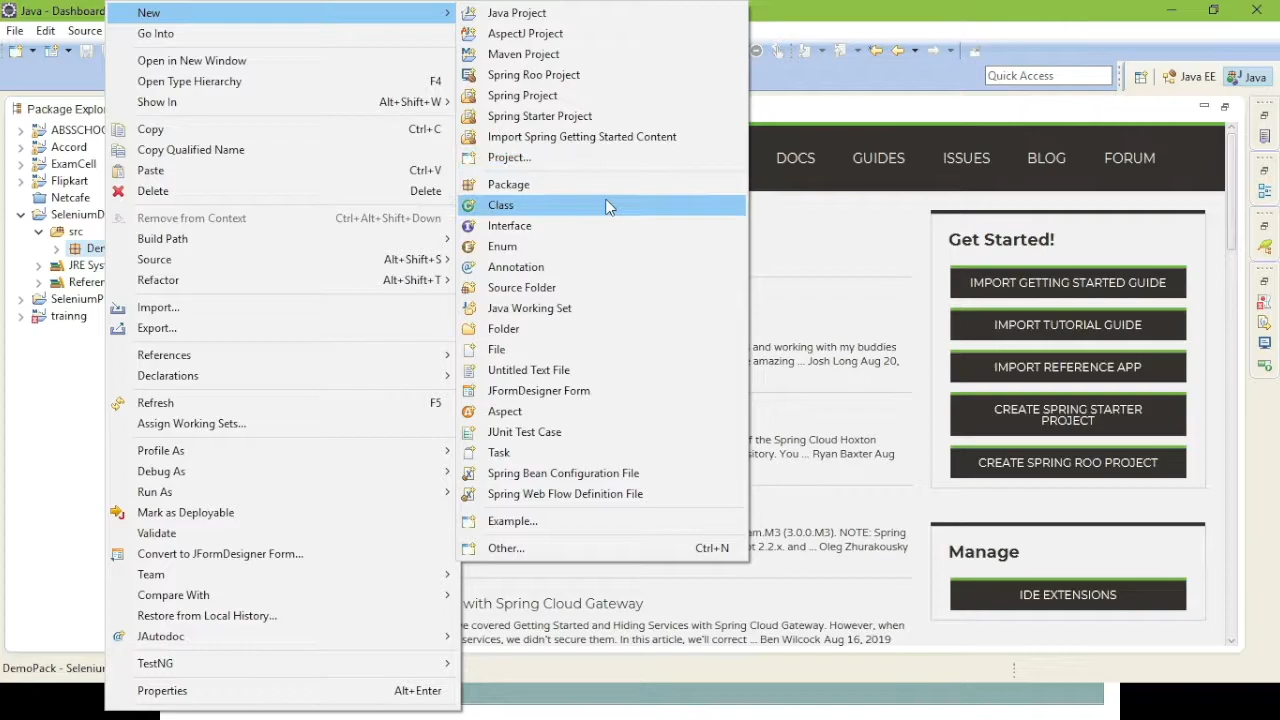 Java - Dashboard
File Edit Source
Quick Access
Java EE
Java
Package Explor
ABSSCHO
Accord
ExamCell
Flipkart
Netcafe
SeleniumD
src
Der
JRE Sys
Referer
SeleniumP
trainng
New
Go Into
Open in New Window
Open Type Hierarchy F4
Show In Alt+Shift+W
Copy Ctrl+C
Copy Qualified Name
Paste Ctrl+V
Delete Delete
Remove from Context Ctrl+Alt+Shift+Down
Build Path
Source Alt+Shift+S
Refactor Alt+Shift+T
Import...
Export...
References
Declarations
Refresh F5
Assign Working Sets...
Profile As
Debug As
Run As
Mark as Deployable
Validate
Convert to JFormDesigner Form...
Team
Compare With
Restore from Local History...
JAutodoc
TestNG
Properties Alt+Enter
Java Project
AspectJ Project
Maven Project
Spring Roo Project
Spring Project
Spring Starter Project
Import Spring Getting Started Content
Project...
Package
Class
Interface
Enum
Annotation
Source Folder
Java Working Set
Folder
File
Untitled Text File
JFormDesigner Form
Aspect
JUnit Test Case
Task
Spring Bean Configuration File
Spring Web Flow Definition File
Example...
Other... Ctrl+N
DOCS GUIDES ISSUES BLOG FORUM
and working with my buddies
e amazing ... Josh Long Aug 20,
of the Spring Cloud Hoxton
ository. You ... Ryan Baxter Aug
am.M3 (3.0.0.M3). NOTE: Spring
ot 2.2.x. and ... Oleg Zhurakousky
with Spring Cloud Gateway
ve covered Getting Started and Hiding Services with Spring Cloud Gateway. However, when
services, we didn't secure them. In this article, we'll correct ... Ben Wilcock Aug 16, 2019
Get Started!
IMPORT GETTING STARTED GUIDE
IMPORT TUTORIAL GUIDE
IMPORT REFERENCE APP
CREATE SPRING STARTER
PROJECT
CREATE SPRING ROO PROJECT
Manage
IDE EXTENSIONS
DemoPack - Selenium